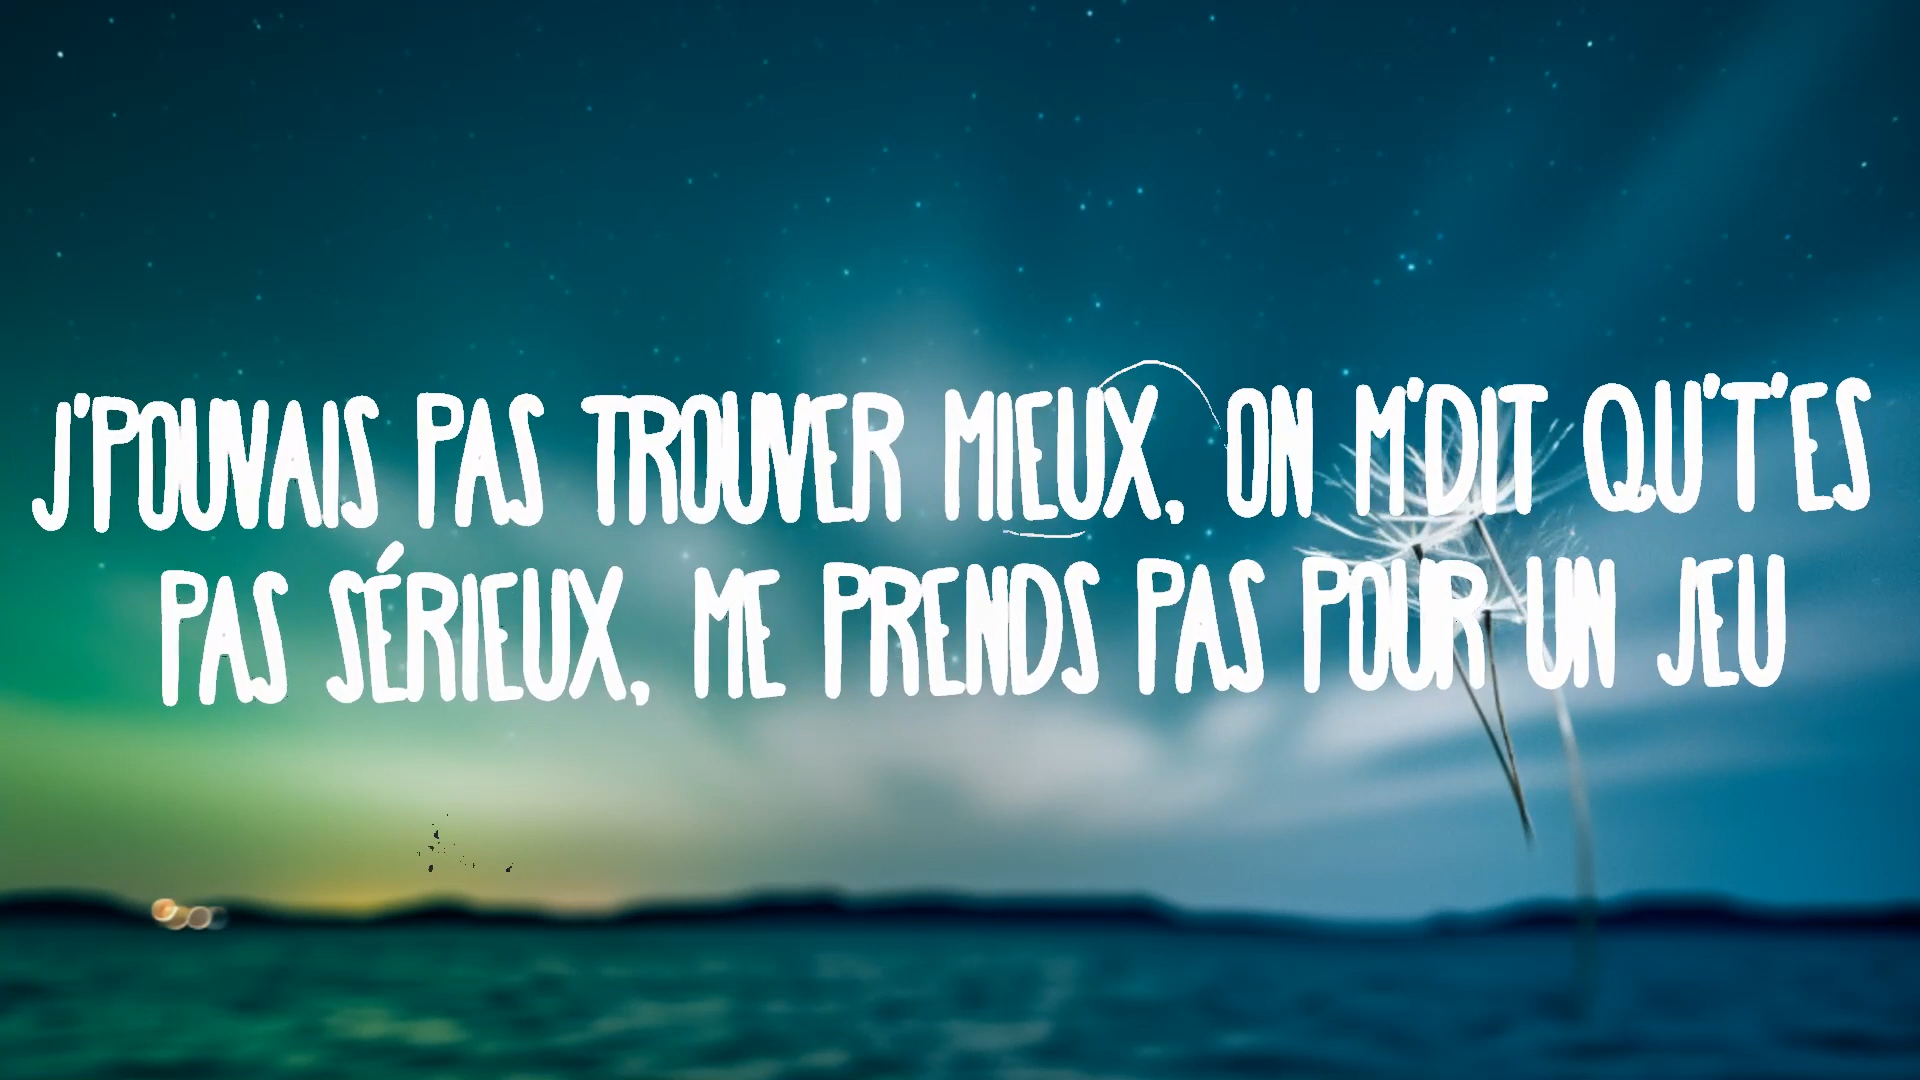 J'POUVAIS PAS TROUVER MIEUX, ON M'DIT QU'T'ES
PAS SÉRIEUX, ME PRENDS PAS POUR UN JEU